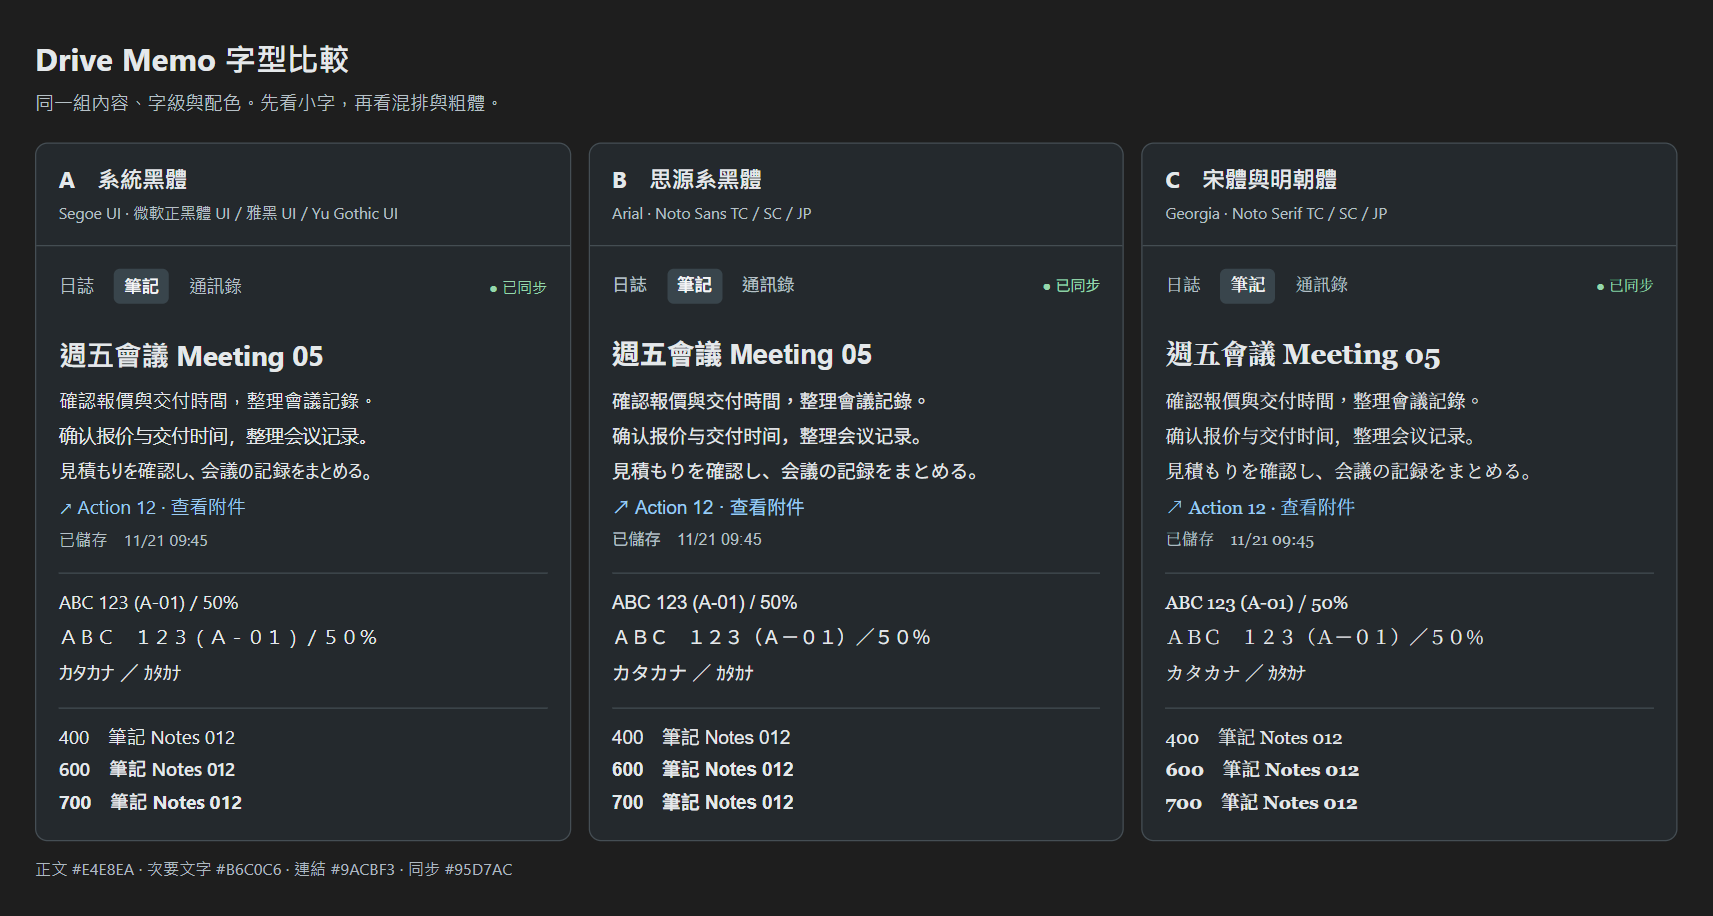 Drive Memo 字型比較
同一組內容、字級與配色。先看小字，再看混排與粗體。
A 系統黑體
Segoe UI · 微軟正黑體 UI / 雅黑 UI / Yu Gothic UI
日誌 筆記 通訊錄 ● 已同步
週五會議 Meeting 05
確認報價與交付時間，整理會議記錄。
确认报价与交付时间，整理会议记录。
見積もりを確認し、会議の記録をまとめる。
↗ Action 12 · 查看附件
已儲存 11/21 09:45
ABC 123 (A-01) / 50%
ＡＢＣ　１２３（Ａ－０１）／５０％
カタカナ ／ ｶﾀｶﾅ
400 筆記 Notes 012
600 筆記 Notes 012
700 筆記 Notes 012
B 思源系黑體
Arial · Noto Sans TC / SC / JP
日誌 筆記 通訊錄 ● 已同步
週五會議 Meeting 05
確認報價與交付時間，整理會議記錄。
确认报价与交付时间，整理会议记录。
見積もりを確認し、会議の記録をまとめる。
↗ Action 12 · 查看附件
已儲存 11/21 09:45
ABC 123 (A-01) / 50%
ＡＢＣ　１２３（Ａ－０１）／５０％
カタカナ ／ ｶﾀｶﾅ
400 筆記 Notes 012
600 筆記 Notes 012
700 筆記 Notes 012
C 宋體與明朝體
Georgia · Noto Serif TC / SC / JP
日誌 筆記 通訊錄 ● 已同步
週五會議 Meeting 05
確認報價與交付時間，整理會議記錄。
确认报价与交付时间，整理会议记录。
見積もりを確認し、会議の記録をまとめる。
↗ Action 12 · 查看附件
已儲存 11/21 09:45
ABC 123 (A-01) / 50%
ＡＢＣ　１２３（Ａ－０１）／５０％
カタカナ ／ ｶﾀｶﾅ
400 筆記 Notes 012
600 筆記 Notes 012
700 筆記 Notes 012
正文 #E4E8EA · 次要文字 #B6C0C6 · 連結 #9ACBF3 · 同步 #95D7AC